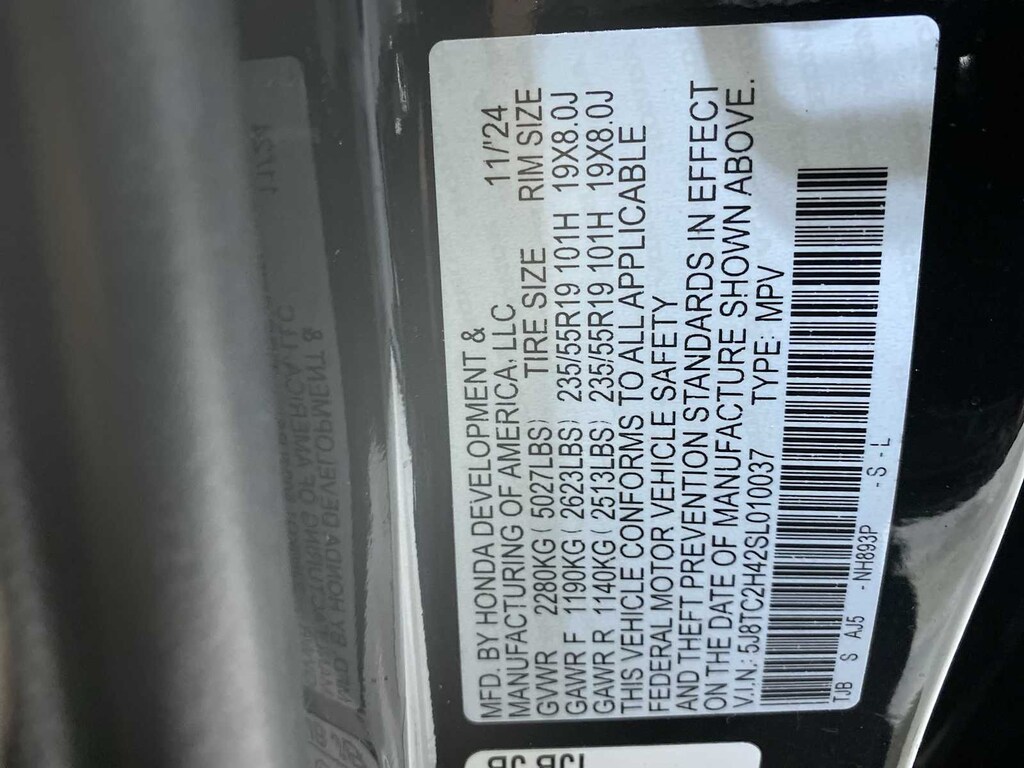 MFD. BY HONDA DEVELOPMENT &
MANUFACTURING OF AMERICA, LLC 11/'24
GVWR 2280KG ( 5027LBS) TIRE SIZE RIM SIZE
GAWR F 1190KG ( 2623LBS) 235/55R19 101H 19X8.0J
GAWR R 1140KG ( 2513LBS) 235/55R19 101H 19X8.0J
THIS VEHICLE CONFORMS TO ALL APPLICABLE
FEDERAL MOTOR VEHICLE SAFETY
AND THEFT PREVENTION STANDARDS IN EFFECT
ON THE DATE OF MANUFACTURE SHOWN ABOVE.
V.I.N.: 5J8TC2H42SL010037 TYPE: MPV
TJB S AJ5 - NH893P - S - L